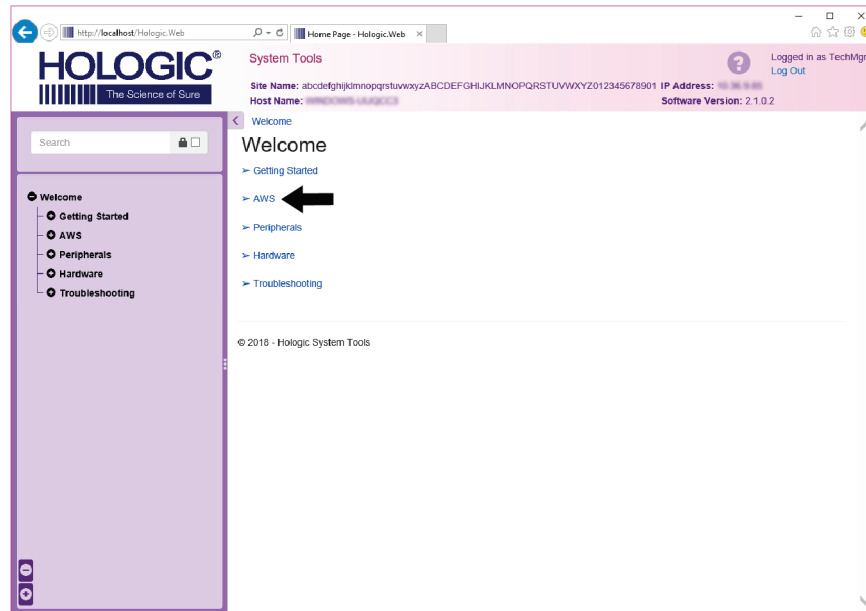 http://localhost/Hologic.Web
Home Page - Hologic.Web
HOLOGIC®
The Science of Sure
System Tools
Logged in as TechMgr
Log Out
Site Name: abcdefghijklmnopqrstuvwxyzABCDEFGHIJKLMNOPQRSTUVWXYZ012345678901 IP Address:
Host Name:
Software Version: 2.1.0.2
Search
Welcome
Getting Started
AWS
Peripherals
Hardware
Troubleshooting
Welcome
Welcome
➢ Getting Started
➢ AWS
➢ Peripherals
➢ Hardware
➢ Troubleshooting
© 2018 - Hologic System Tools